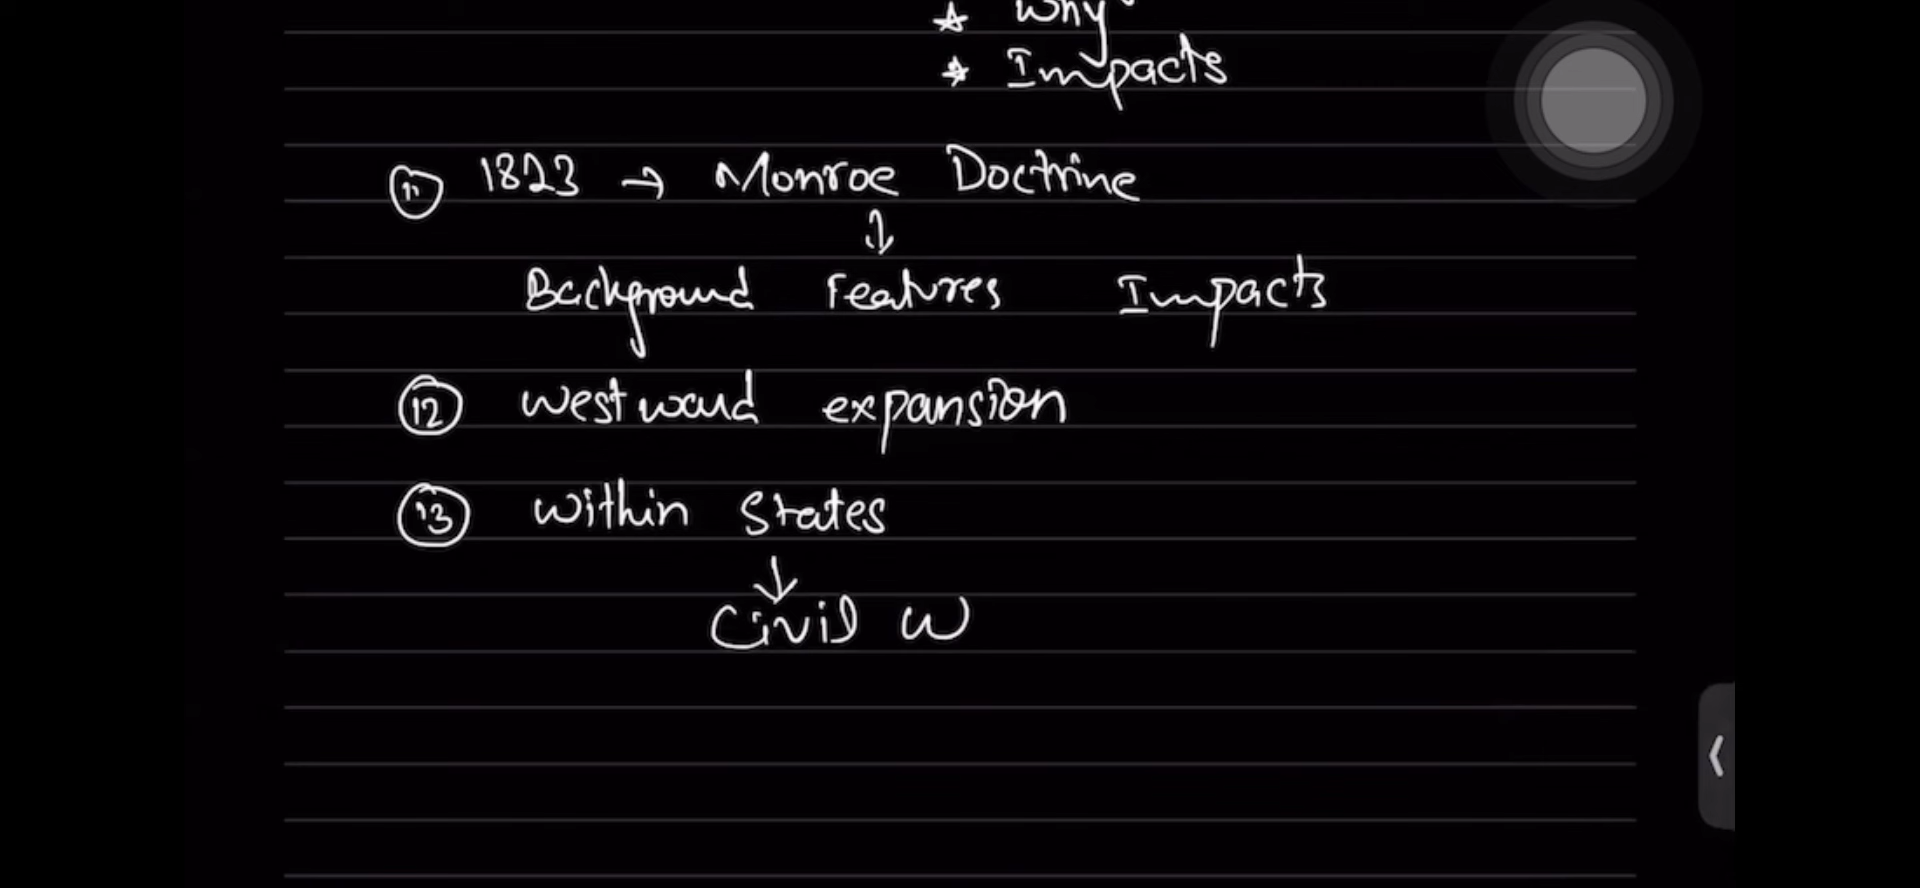 ★ Why
★ Impacts
11 1823 → Monroe Doctrine
↓
Background Features Impacts
12 westward expansion
13 within states
↓
Civil W